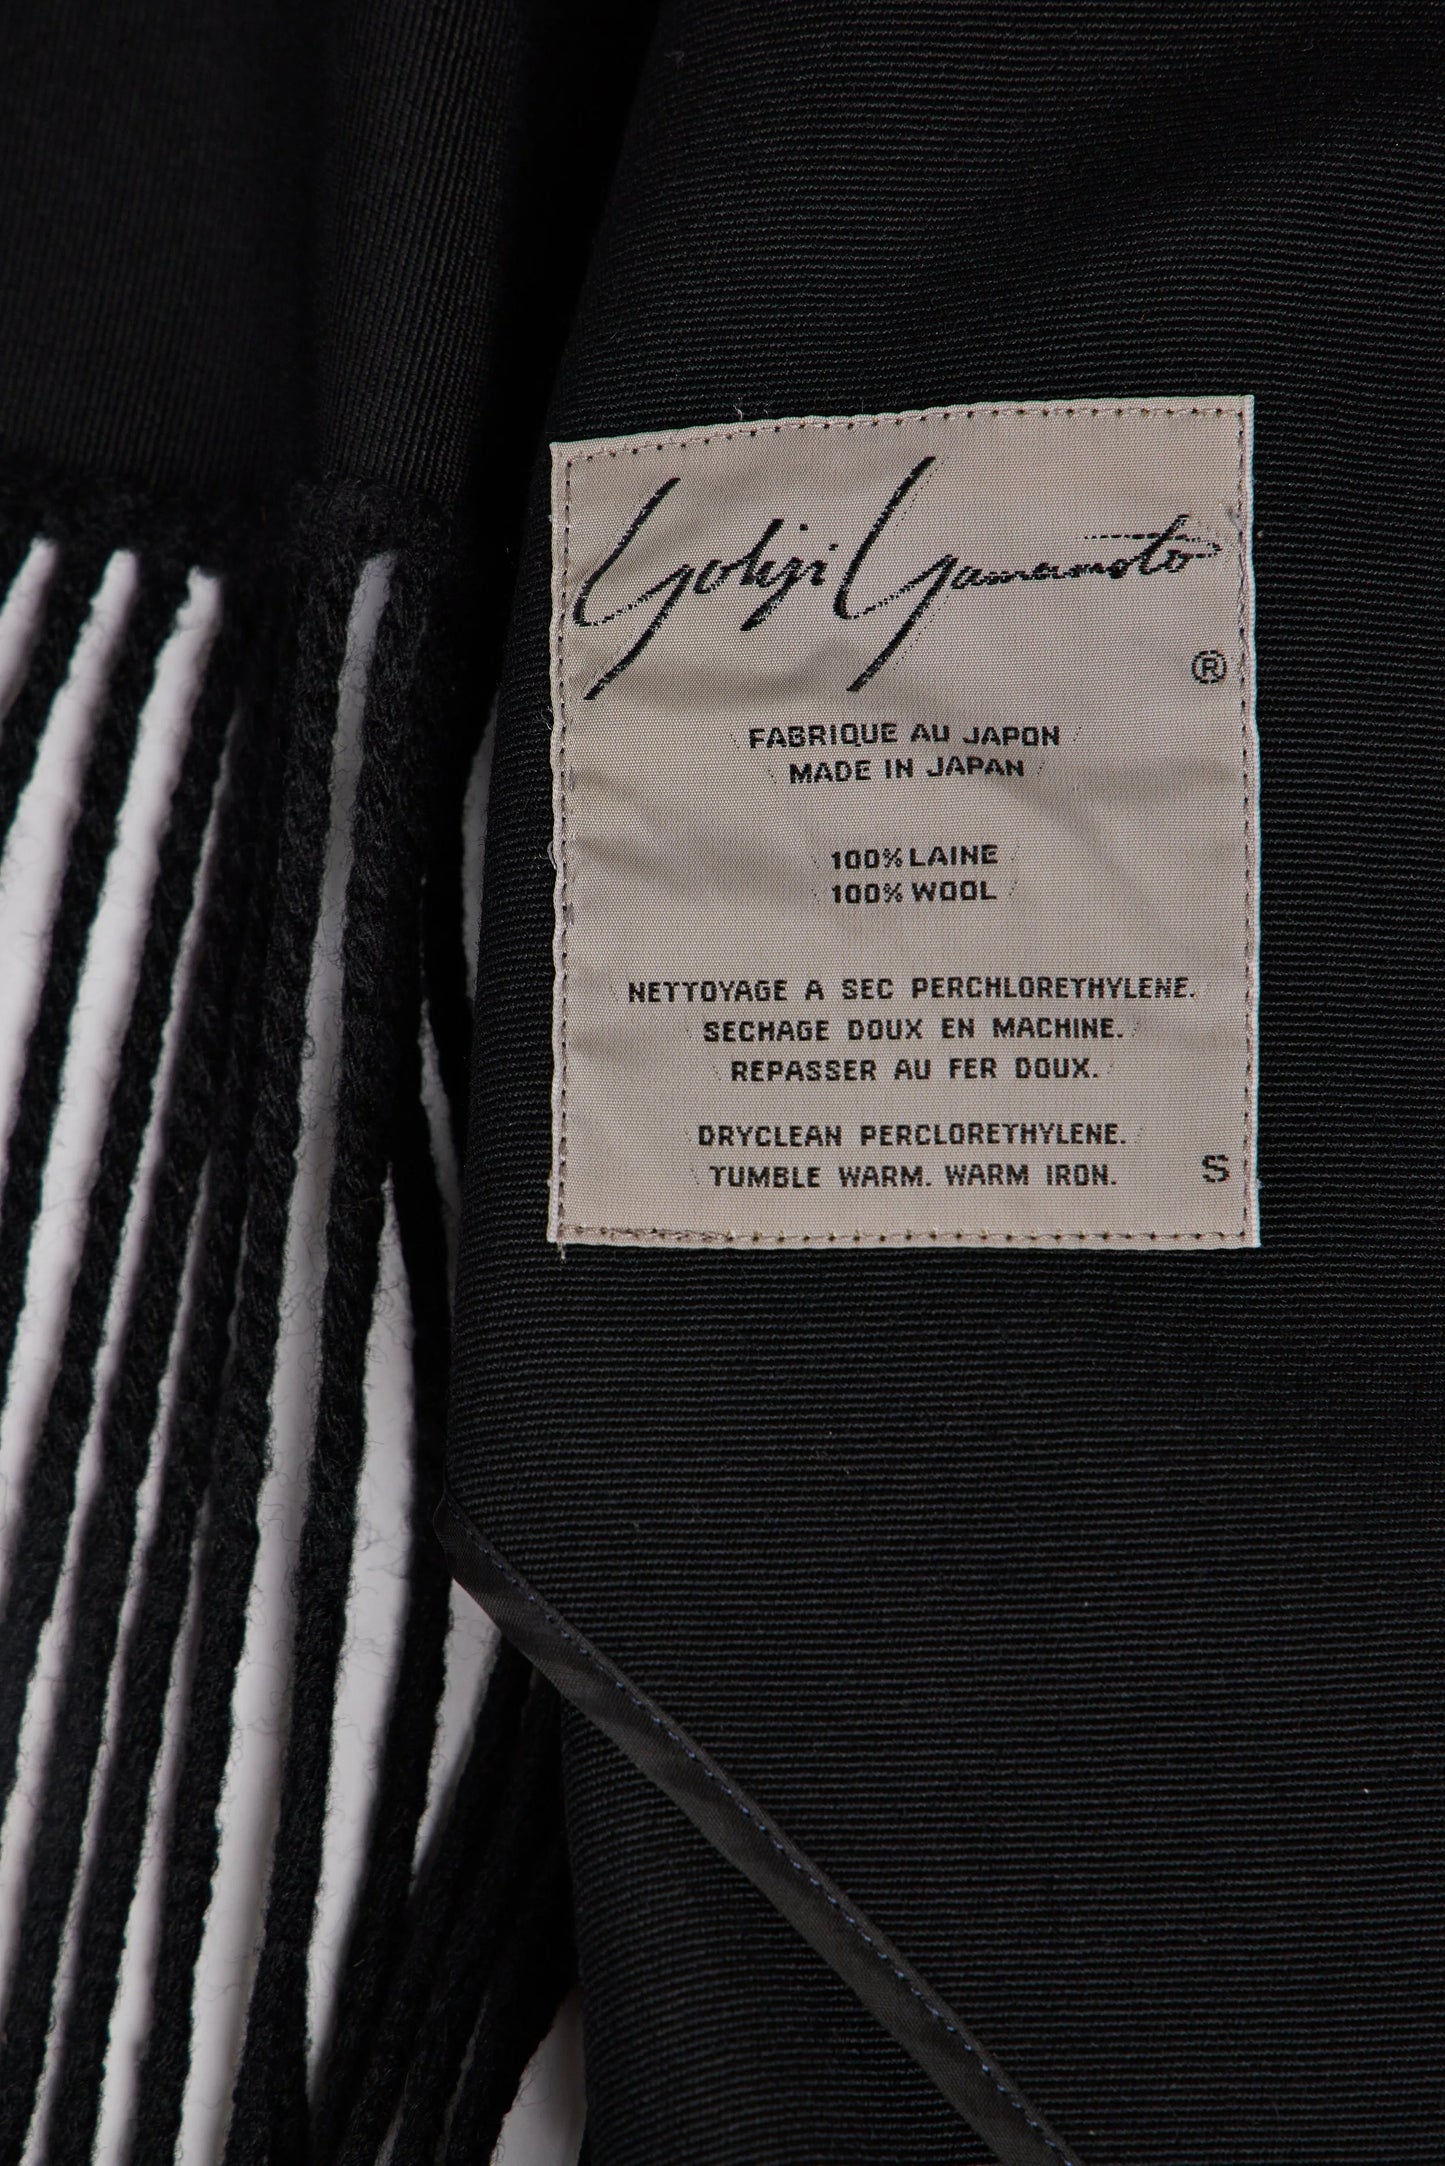 Yohji Yamamoto
®
FABRIQUE AU JAPON
MADE IN JAPAN
100% LAINE
100% WOOL
NETTOYAGE A SEC PERCHLORETHYLENE.
SECHAGE DOUX EN MACHINE.
REPASSER AU FER DOUX.
DRYCLEAN PERCLORETHYLENE.
TUMBLE WARM. WARM IRON.
S